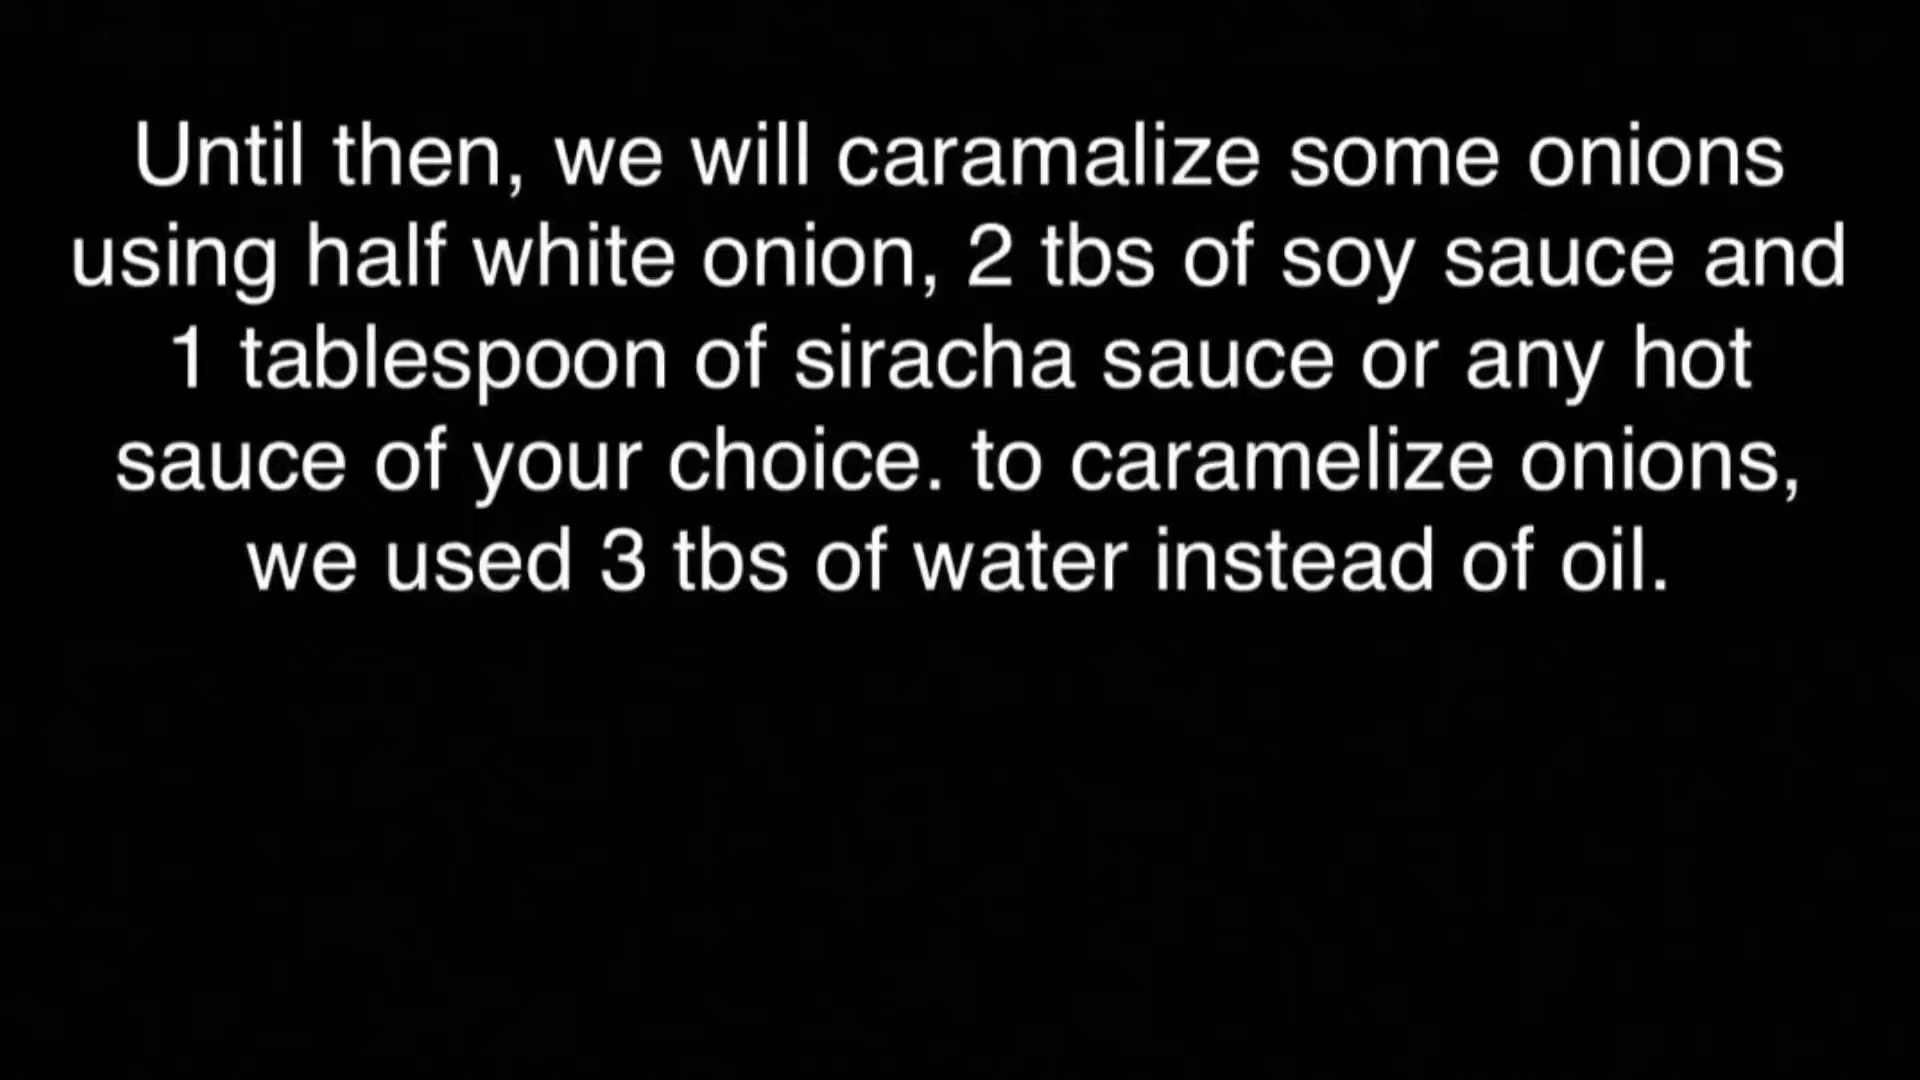 Until then, we will caramalize some onions
using half white onion, 2 tbs of soy sauce and
1 tablespoon of siracha sauce or any hot
sauce of your choice. to caramelize onions,
we used 3 tbs of water instead of oil.